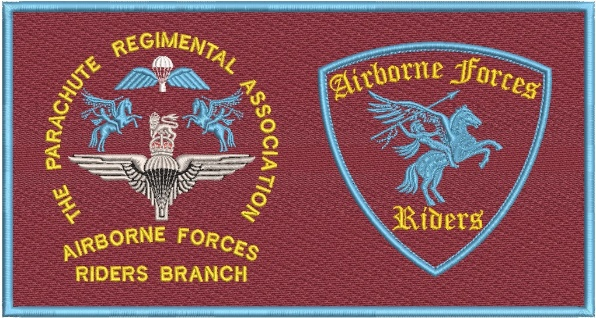 THE PARACHUTE REGIMENTAL ASSOCIATION
AIRBORNE FORCES
RIDERS BRANCH
Airborne Forces
Riders